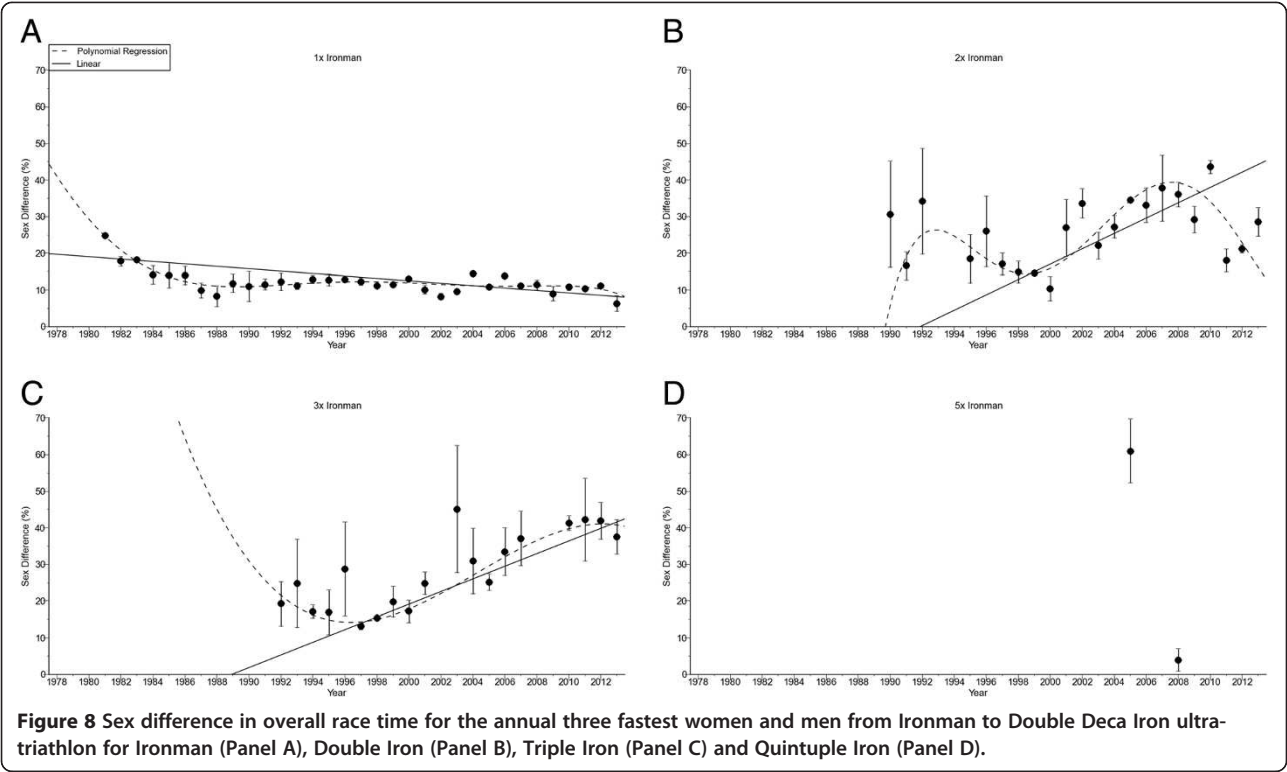 A
Polynomial Regression
Linear
1x Ironman
Sex Difference (%)
70
60
50
40
30
20
10
0
1978 1980 1982 1984 1986 1988 1990 1992 1994 1996 1998 2000 2002 2004 2006 2008 2010 2012
Year
B
2x Ironman
Sex Difference (%)
70
60
50
40
30
20
10
0
1978 1980 1982 1984 1986 1988 1990 1992 1994 1996 1998 2000 2002 2004 2006 2008 2010 2012
Year
C
3x Ironman
Sex Difference (%)
70
60
50
40
30
20
10
0
1978 1980 1982 1984 1986 1988 1990 1992 1994 1996 1998 2000 2002 2004 2006 2008 2010 2012
Year
D
5x Ironman
Sex Difference (%)
70
60
50
40
30
20
10
0
1978 1980 1982 1984 1986 1988 1990 1992 1994 1996 1998 2000 2002 2004 2006 2008 2010 2012
Year
Figure 8 Sex difference in overall race time for the annual three fastest women and men from Ironman to Double Deca Iron ultra-
triathlon for Ironman (Panel A), Double Iron (Panel B), Triple Iron (Panel C) and Quintuple Iron (Panel D).